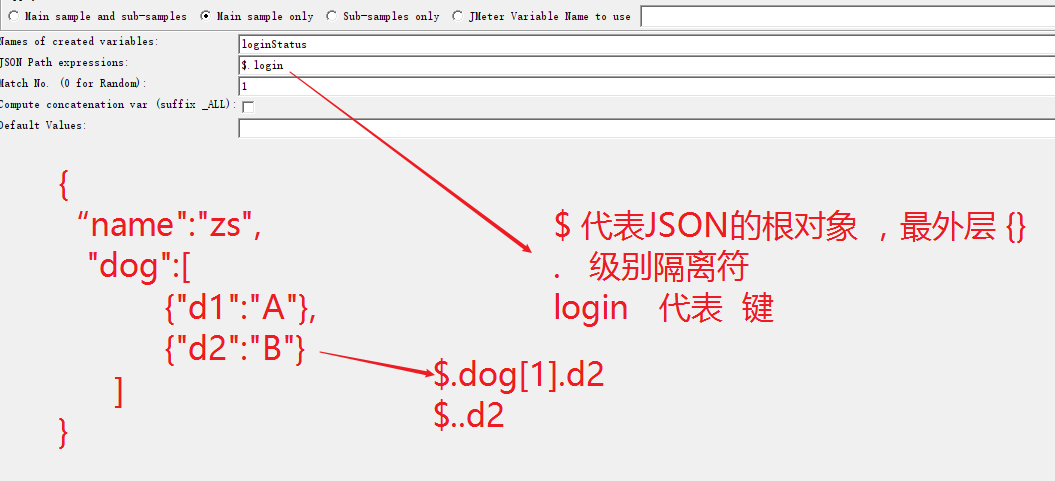 Main sample and sub-samples Main sample only Sub-samples only JMeter Variable Name to use
Names of created variables: loginStatus
JSON Path expressions: $.login
Match No. (0 for Random): 1
Compute concatenation var (suffix _ALL):
Default Values:
{
“name":"zs",
"dog":[
{"d1":"A"},
{"d2":"B"}
]
}
$ 代表JSON的根对象 ，最外层 {}
. 级别隔离符
login 代表 键
$.dog[1].d2
$..d2